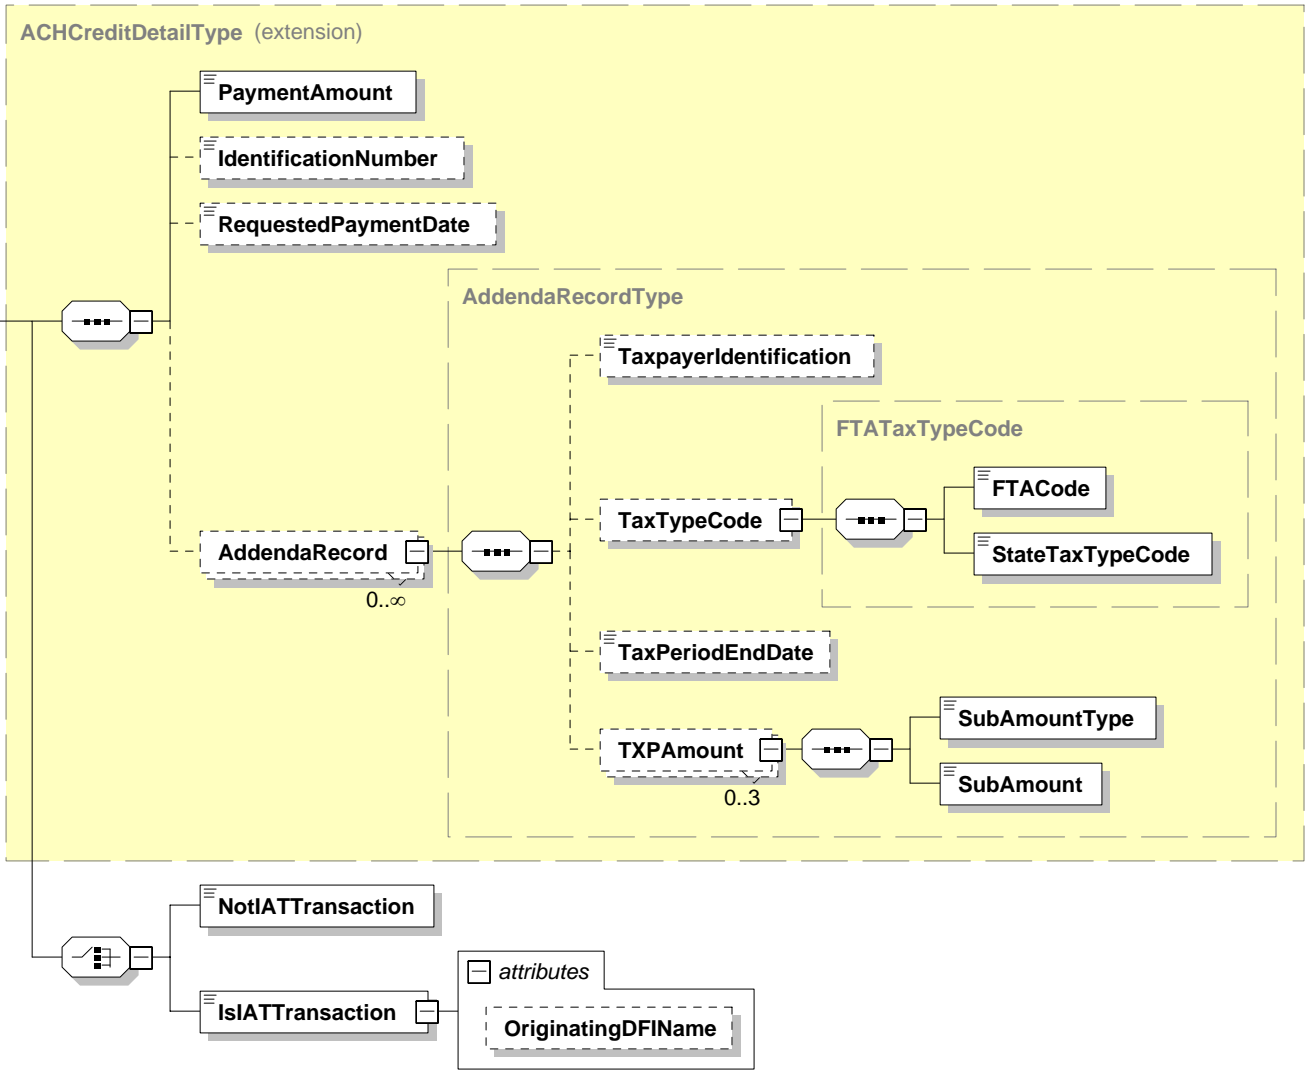 ACHCreditDetailType (extension)
PaymentAmount
IdentificationNumber
RequestedPaymentDate
AddendaRecordType
TaxpayerIdentification
FTATaxTypeCode
FTACode
TaxTypeCode
StateTaxTypeCode
AddendaRecord
0..∞
TaxPeriodEndDate
SubAmountType
TXPAmount
SubAmount
0..3
NotIATTransaction
attributes
IsIATTransaction
OriginatingDFIName